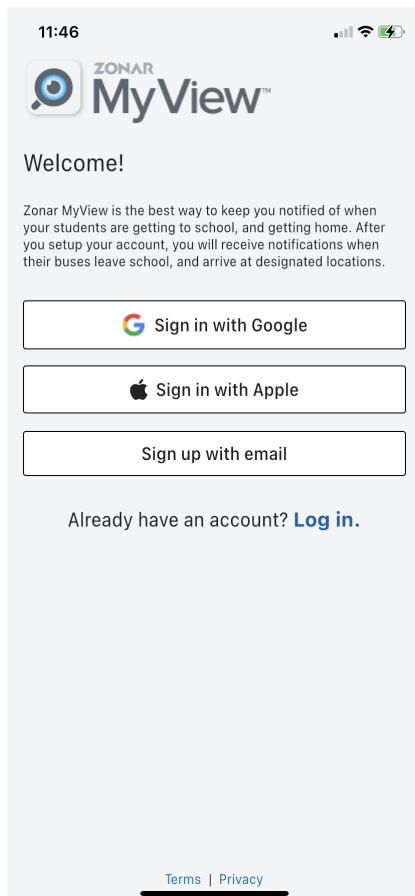 11:46
ZONAR
MyView™
Welcome!
Zonar MyView is the best way to keep you notified of when
your students are getting to school, and getting home. After
you setup your account, you will receive notifications when
their buses leave school, and arrive at designated locations.
Sign in with Google
Sign in with Apple
Sign up with email
Already have an account? Log in.
Terms | Privacy